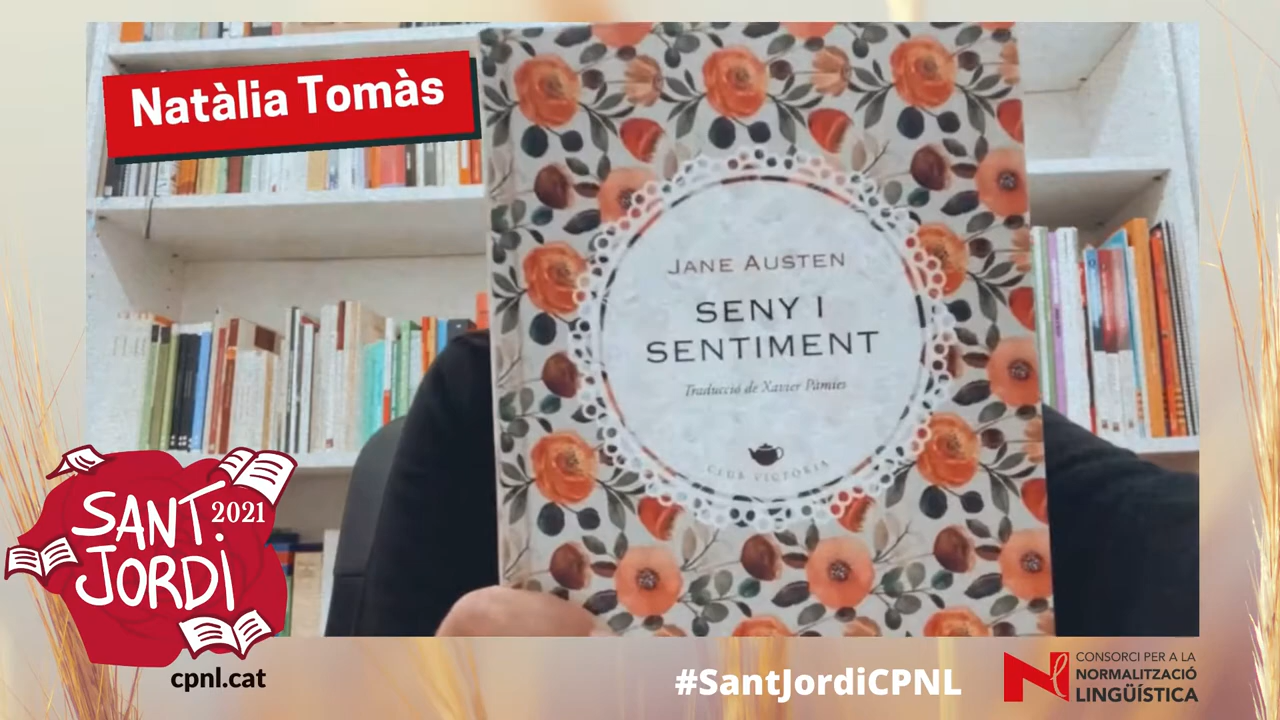 Natàlia Tomàs
JANE AUSTEN
SENY I
SENTIMENT
Traducció de Xavier Pàmies
CLUB VICTÒRIA
SANT
2021
JORDI
cpnl.cat
#SantJordiCPNL
CONSORCI PER A LA
NORMALITZACIÓ
LINGÜÍSTICA